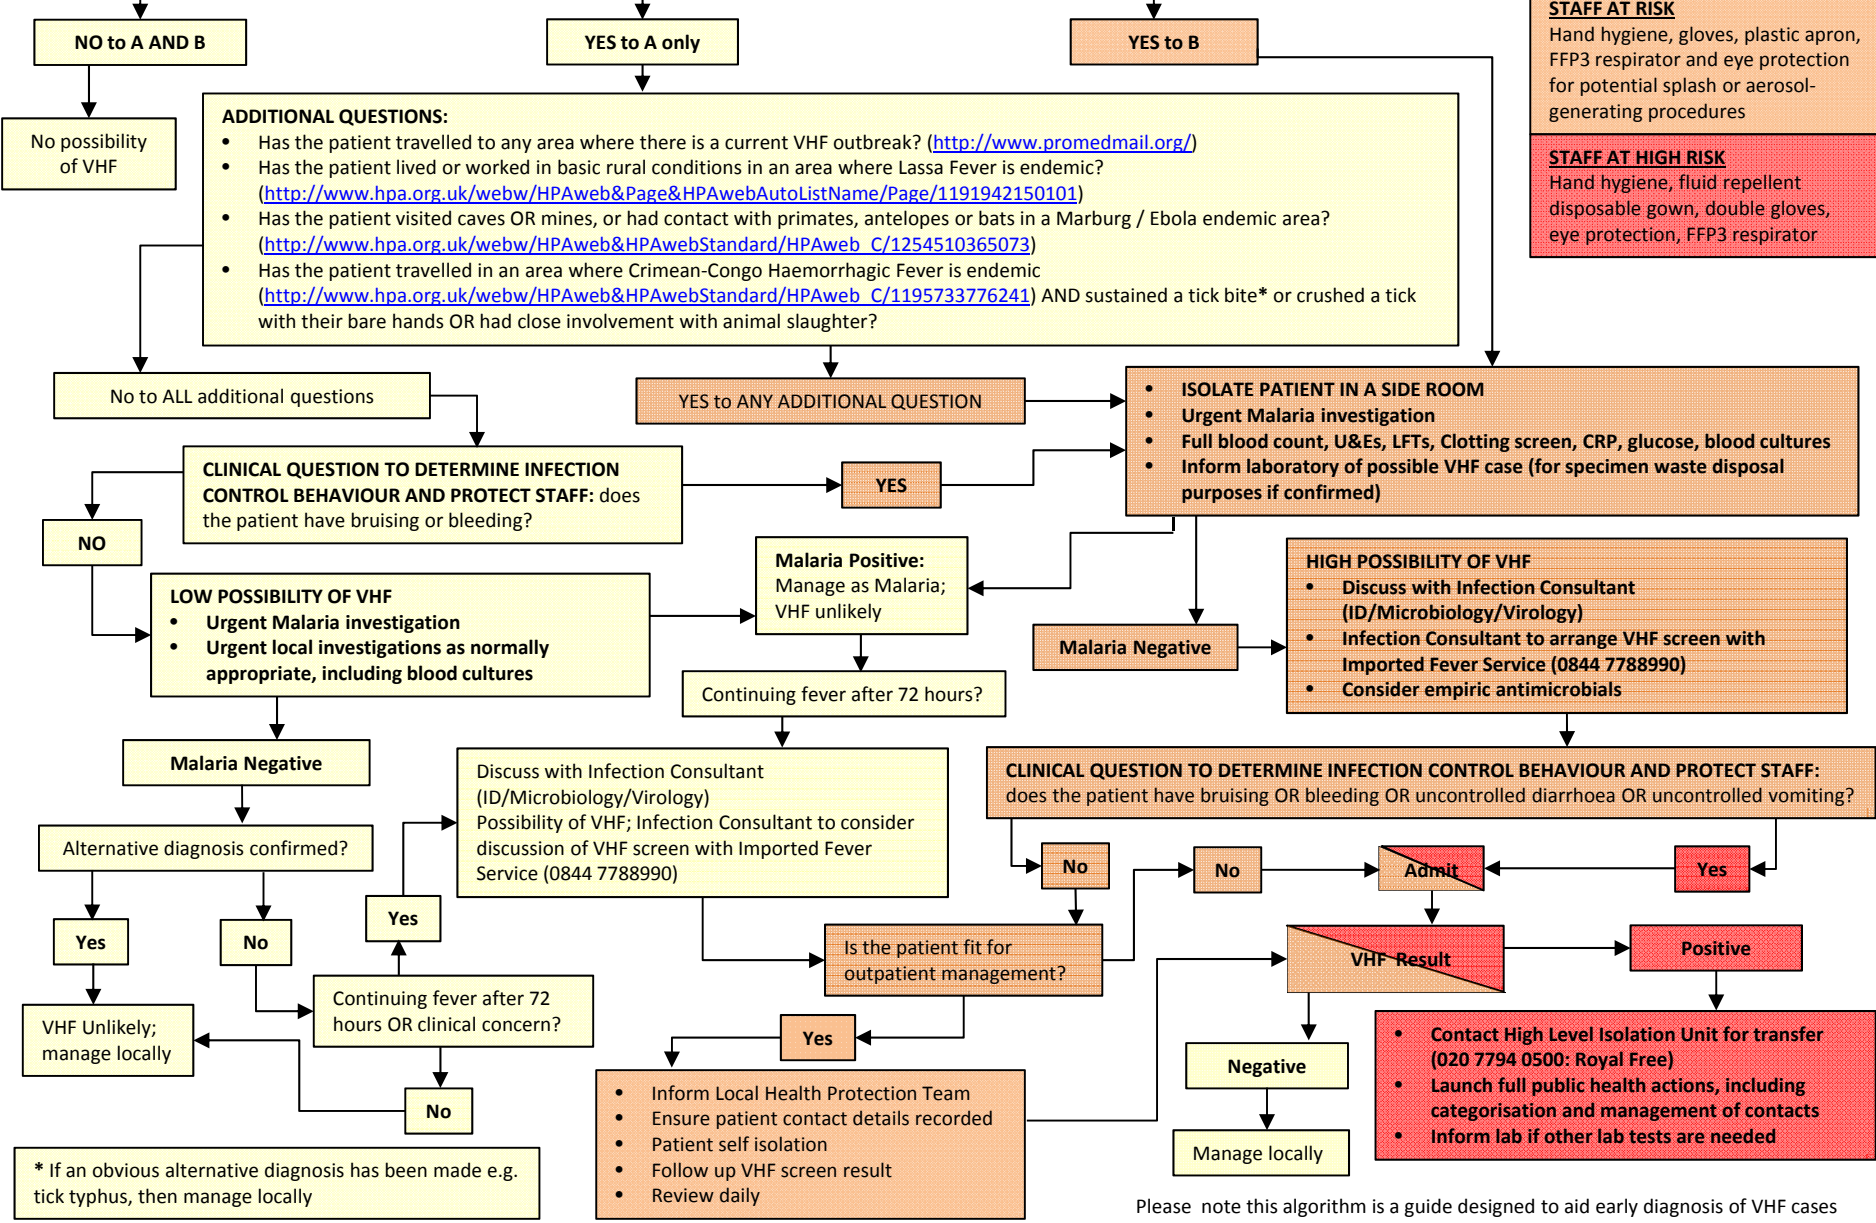 NO to A AND B
YES to A only
YES to B
STAFF AT RISK
Hand hygiene, gloves, plastic apron,
FFP3 respirator and eye protection
for potential splash or aerosol-
generating procedures
STAFF AT HIGH RISK
Hand hygiene, fluid repellent
disposable gown, double gloves,
eye protection, FFP3 respirator
No possibility
of VHF
ADDITIONAL QUESTIONS:
• Has the patient travelled to any area where there is a current VHF outbreak? (http://www.promedmail.org/)
• Has the patient lived or worked in basic rural conditions in an area where Lassa Fever is endemic?
(http://www.hpa.org.uk/webw/HPAweb&Page&HPAwebAutoListName/Page/1191942150101)
• Has the patient visited caves OR mines, or had contact with primates, antelopes or bats in a Marburg / Ebola endemic area?
(http://www.hpa.org.uk/webw/HPAweb&HPAwebStandard/HPAweb_C/1254510365073)
• Has the patient travelled in an area where Crimean-Congo Haemorrhagic Fever is endemic
(http://www.hpa.org.uk/webw/HPAweb&HPAwebStandard/HPAweb_C/1195733776241) AND sustained a tick bite* or crushed a tick
with their bare hands OR had close involvement with animal slaughter?
No to ALL additional questions
YES to ANY ADDITIONAL QUESTION
• ISOLATE PATIENT IN A SIDE ROOM
• Urgent Malaria investigation
• Full blood count, U&Es, LFTs, Clotting screen, CRP, glucose, blood cultures
• Inform laboratory of possible VHF case (for specimen waste disposal
purposes if confirmed)
CLINICAL QUESTION TO DETERMINE INFECTION
CONTROL BEHAVIOUR AND PROTECT STAFF: does
the patient have bruising or bleeding?
YES
NO
LOW POSSIBILITY OF VHF
• Urgent Malaria investigation
• Urgent local investigations as normally
appropriate, including blood cultures
Malaria Positive:
Manage as Malaria;
VHF unlikely
Malaria Negative
HIGH POSSIBILITY OF VHF
• Discuss with Infection Consultant
(ID/Microbiology/Virology)
• Infection Consultant to arrange VHF screen with
Imported Fever Service (0844 7788990)
• Consider empiric antimicrobials
Continuing fever after 72 hours?
Malaria Negative
Discuss with Infection Consultant
(ID/Microbiology/Virology)
Possibility of VHF; Infection Consultant to consider
discussion of VHF screen with Imported Fever
Service (0844 7788990)
CLINICAL QUESTION TO DETERMINE INFECTION CONTROL BEHAVIOUR AND PROTECT STAFF:
does the patient have bruising OR bleeding OR uncontrolled diarrhoea OR uncontrolled vomiting?
Alternative diagnosis confirmed?
No
No
Admit
Yes
Yes
No
Yes
Is the patient fit for
outpatient management?
VHF Result
Positive
Continuing fever after 72
hours OR clinical concern?
VHF Unlikely;
manage locally
Yes
No
Negative
• Contact High Level Isolation Unit for transfer
(020 7794 0500: Royal Free)
• Launch full public health actions, including
categorisation and management of contacts
• Inform lab if other lab tests are needed
• Inform Local Health Protection Team
• Ensure patient contact details recorded
• Patient self isolation
• Follow up VHF screen result
• Review daily
Manage locally
* If an obvious alternative diagnosis has been made e.g.
tick typhus, then manage locally
Please note this algorithm is a guide designed to aid early diagnosis of VHF cases